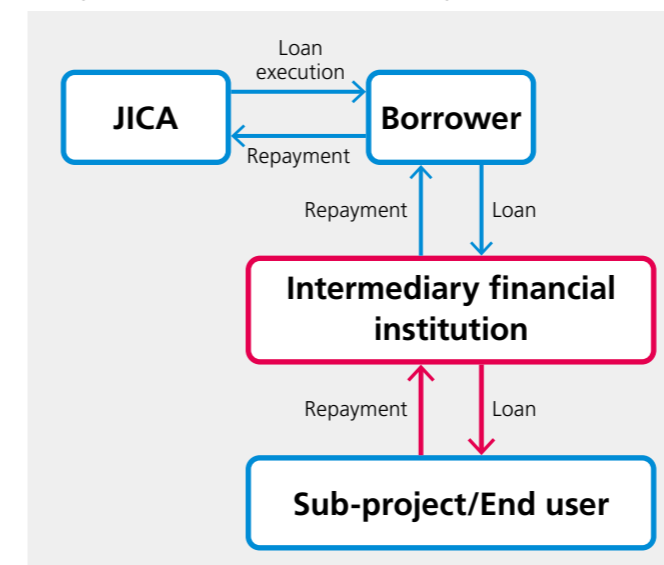 Loan
execution
JICA
Borrower
Repayment
Repayment
Loan
Intermediary financial
institution
Repayment
Loan
Sub-project/End user